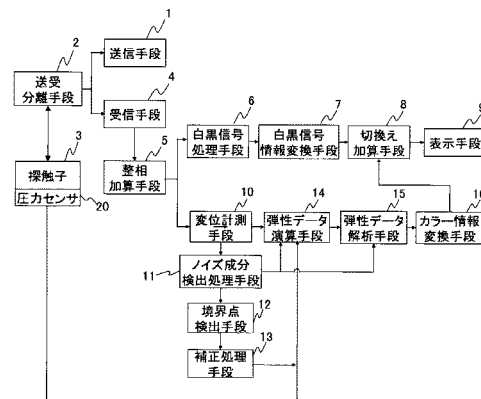 1
送信手段
2
送受
分離手段
4
受信手段
3
探触子
圧力センサ
20
5
整相
加算手段
6
白黒信号
処理手段
7
白黒信号
情報変換手段
8
切換え
加算手段
9
表示手段
10
変位計測
手段
14
弾性データ
演算手段
15
弾性データ
解析手段
16
カラー情報
変換手段
11
ノイズ成分
検出処理手段
12
境界点
検出手段
13
補正処理
手段